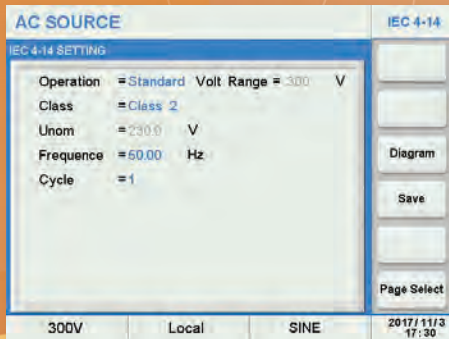 AC SOURCE
IEC 4-14
IEC 4-14 SETTING
Operation =Standard Volt Range = 300 V
Class =Class 2
Unom =230.0 V
Frequence =50.00 Hz
Cycle =1
Diagram
Save
Page Select
300V Local SINE
2017/11/3
17:30